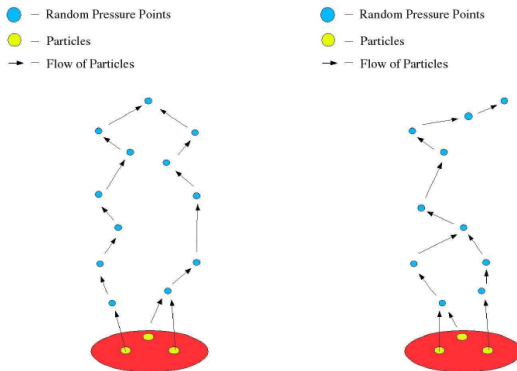 – Random Pressure Points
– Particles
– Flow of Particles
– Random Pressure Points
– Particles
– Flow of Particles